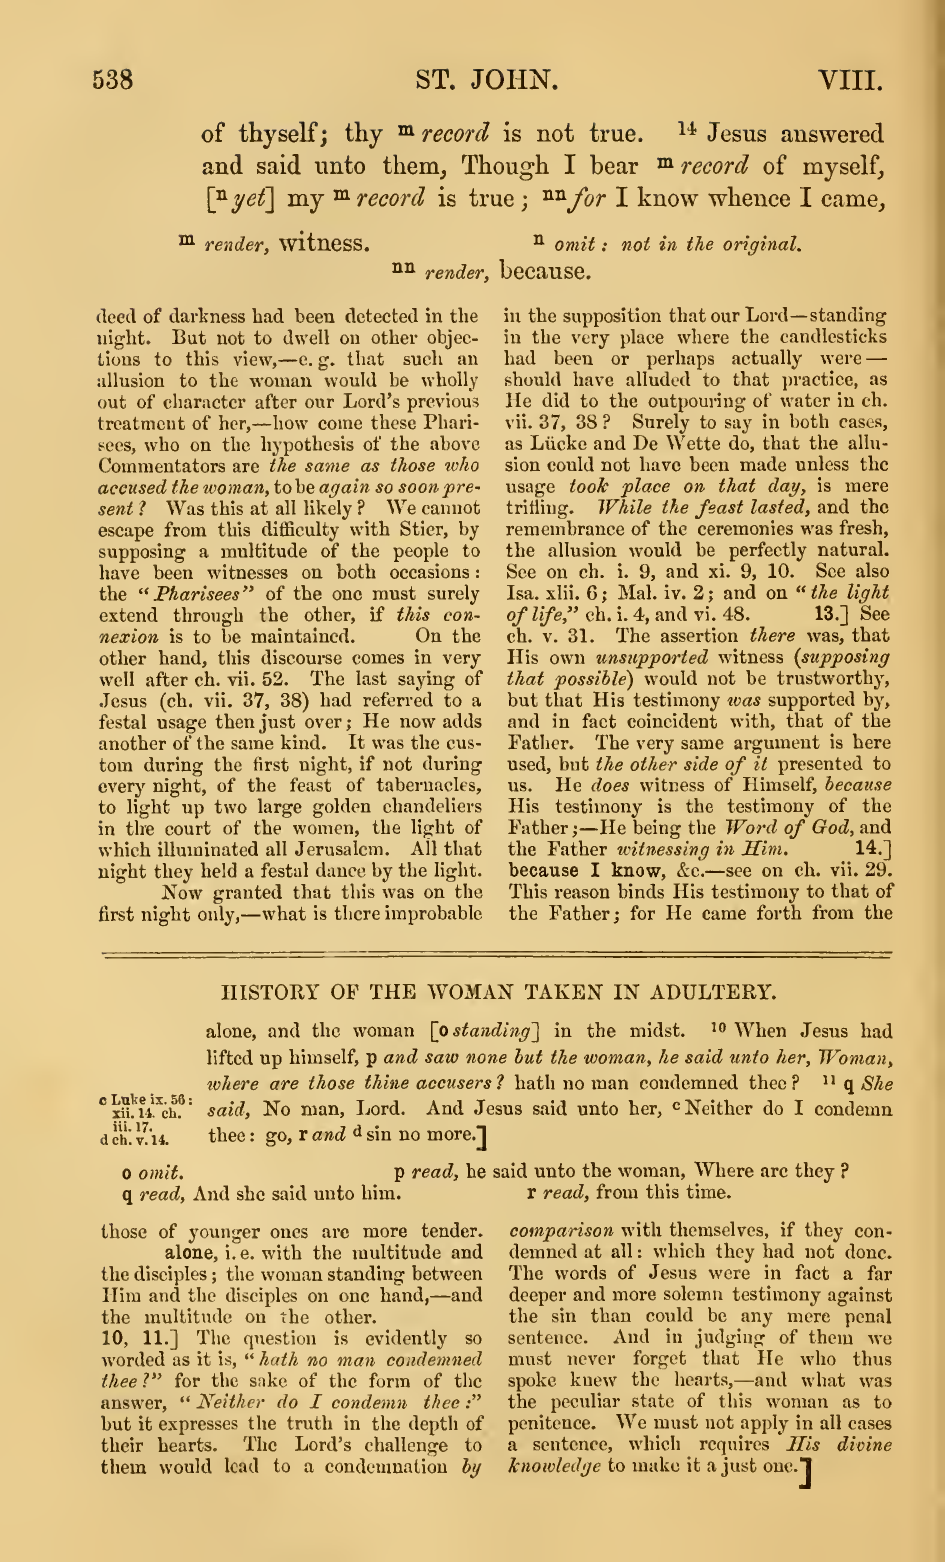 538 ST. JOHN. VIII.
of thyself; thy m record is not true. 14 Jesus answered
and said unto them, Though I bear m record of myself,
[n yet] my m record is true; nn for I know whence I came,
m render, witness. n omit: not in the original.
nn render, because.
deed of darkness had been detected in the
night. But not to dwell on other objec-
tions to this view,—e. g. that such an
allusion to the woman would be wholly
out of character after our Lord's previous
treatment of her,—how come these Phari-
sees, who on the hypothesis of the above
Commentators are the same as those who
accused the woman, to be again so soon pre-
sent? Was this at all likely? We cannot
escape from this difficulty with Stier, by
supposing a multitude of the people to
have been witnesses on both occasions:
the "Pharisees" of the one must surely
extend through the other, if this con-
nexion is to be maintained. On the
other hand, this discourse comes in very
well after ch. vii. 52. The last saying of
Jesus (ch. vii. 37, 38) had referred to a
festal usage then just over; He now adds
another of the same kind. It was the cus-
tom during the first night, if not during
every night, of the feast of tabernacles,
to light up two large golden chandeliers
in the court of the women, the light of
which illuminated all Jerusalem. All that
night they held a festal dance by the light.
Now granted that this was on the
first night only,—what is there improbable
in the supposition that our Lord—standing
in the very place where the candlesticks
had been or perhaps actually were—
should have alluded to that practice, as
He did to the outpouring of water in ch.
vii. 37, 38? Surely to say in both cases,
as Lücke and De Wette do, that the allu-
sion could not have been made unless the
usage took place on that day, is mere
trifling. While the feast lasted, and the
remembrance of the ceremonies was fresh,
the allusion would be perfectly natural.
See on ch. i. 9, and xi. 9, 10. See also
Isa. xlii. 6; Mal. iv. 2; and on "the light
of life," ch. i. 4, and vi. 48. 13.] See
ch. v. 31. The assertion there was, that
His own unsupported witness (supposing
that possible) would not be trustworthy,
but that His testimony was supported by,
and in fact coincident with, that of the
Father. The very same argument is here
used, but the other side of it presented to
us. He does witness of Himself, because
His testimony is the testimony of the
Father;—He being the Word of God, and
the Father witnessing in Him. 14.]
because I know, &c.—see on ch. vii. 29.
This reason binds His testimony to that of
the Father; for He came forth from the
HISTORY OF THE WOMAN TAKEN IN ADULTERY.
alone, and the woman [o standing] in the midst. 10 When Jesus had
lifted up himself, p and saw none but the woman, he said unto her, Woman,
where are those thine accusers? hath no man condemned thee? 11 q She
said, No man, Lord. And Jesus said unto her, c Neither do I condemn
thee: go, r and d sin no more.]
c Luke ix. 56:
xii. 14. ch.
iii. 17.
d ch. v. 14.
o omit. p read, he said unto the woman, Where are they?
q read, And she said unto him. r read, from this time.
those of younger ones are more tender.
alone, i. e. with the multitude and
the disciples; the woman standing between
Him and the disciples on one hand,—and
the multitude on the other.
10, 11.] The question is evidently so
worded as it is, "hath no man condemned
thee?" for the sake of the form of the
answer, "Neither do I condemn thee:"
but it expresses the truth in the depth of
their hearts. The Lord's challenge to
them would lead to a condemnation by
comparison with themselves, if they con-
demned at all: which they had not done.
The words of Jesus were in fact a far
deeper and more solemn testimony against
the sin than could be any mere penal
sentence. And in judging of them we
must never forget that He who thus
spoke knew the hearts,—and what was
the peculiar state of this woman as to
penitence. We must not apply in all cases
a sentence, which requires His divine
knowledge to make it a just one.]